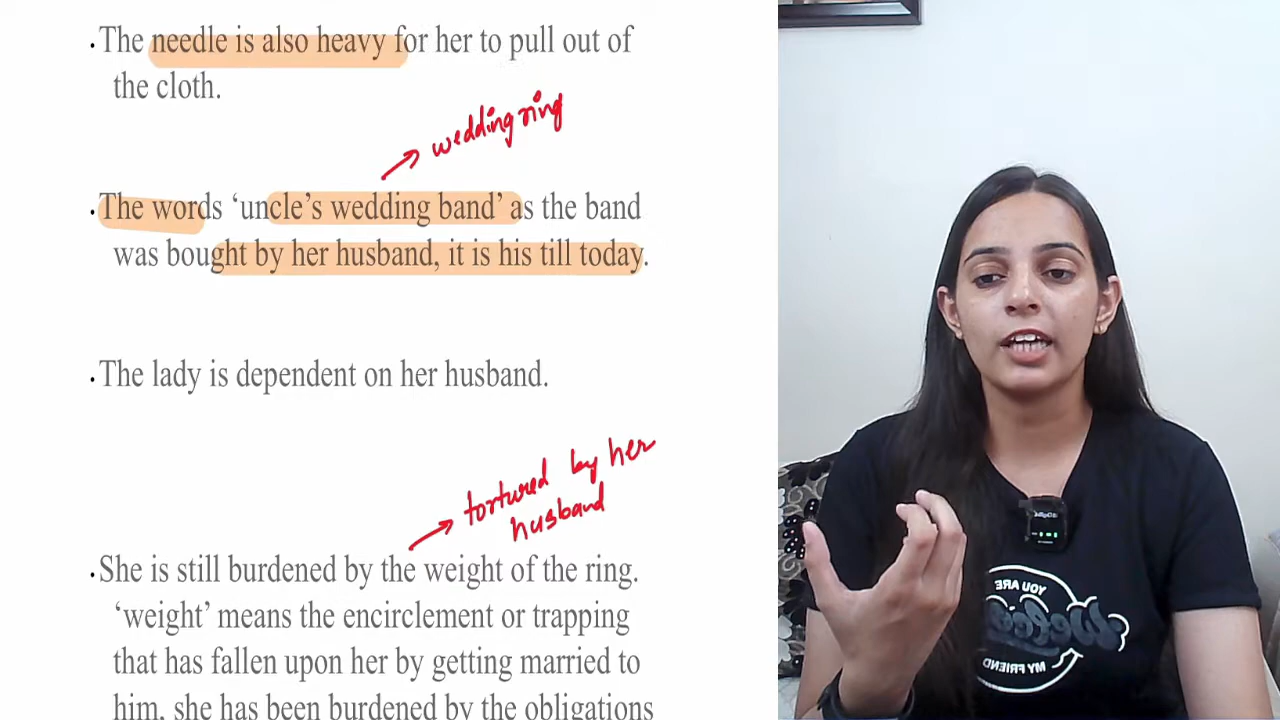 • The needle is also heavy for her to pull out of
the cloth.
wedding ring
• The words ‘uncle’s wedding band’ as the band
was bought by her husband, it is his till today.
• The lady is dependent on her husband.
tortured by her
husband
• She is still burdened by the weight of the ring.
‘weight’ means the encirclement or trapping
that has fallen upon her by getting married to
him, she has been burdened by the obligations
YOU ARE
Welcome
MY FRIEND